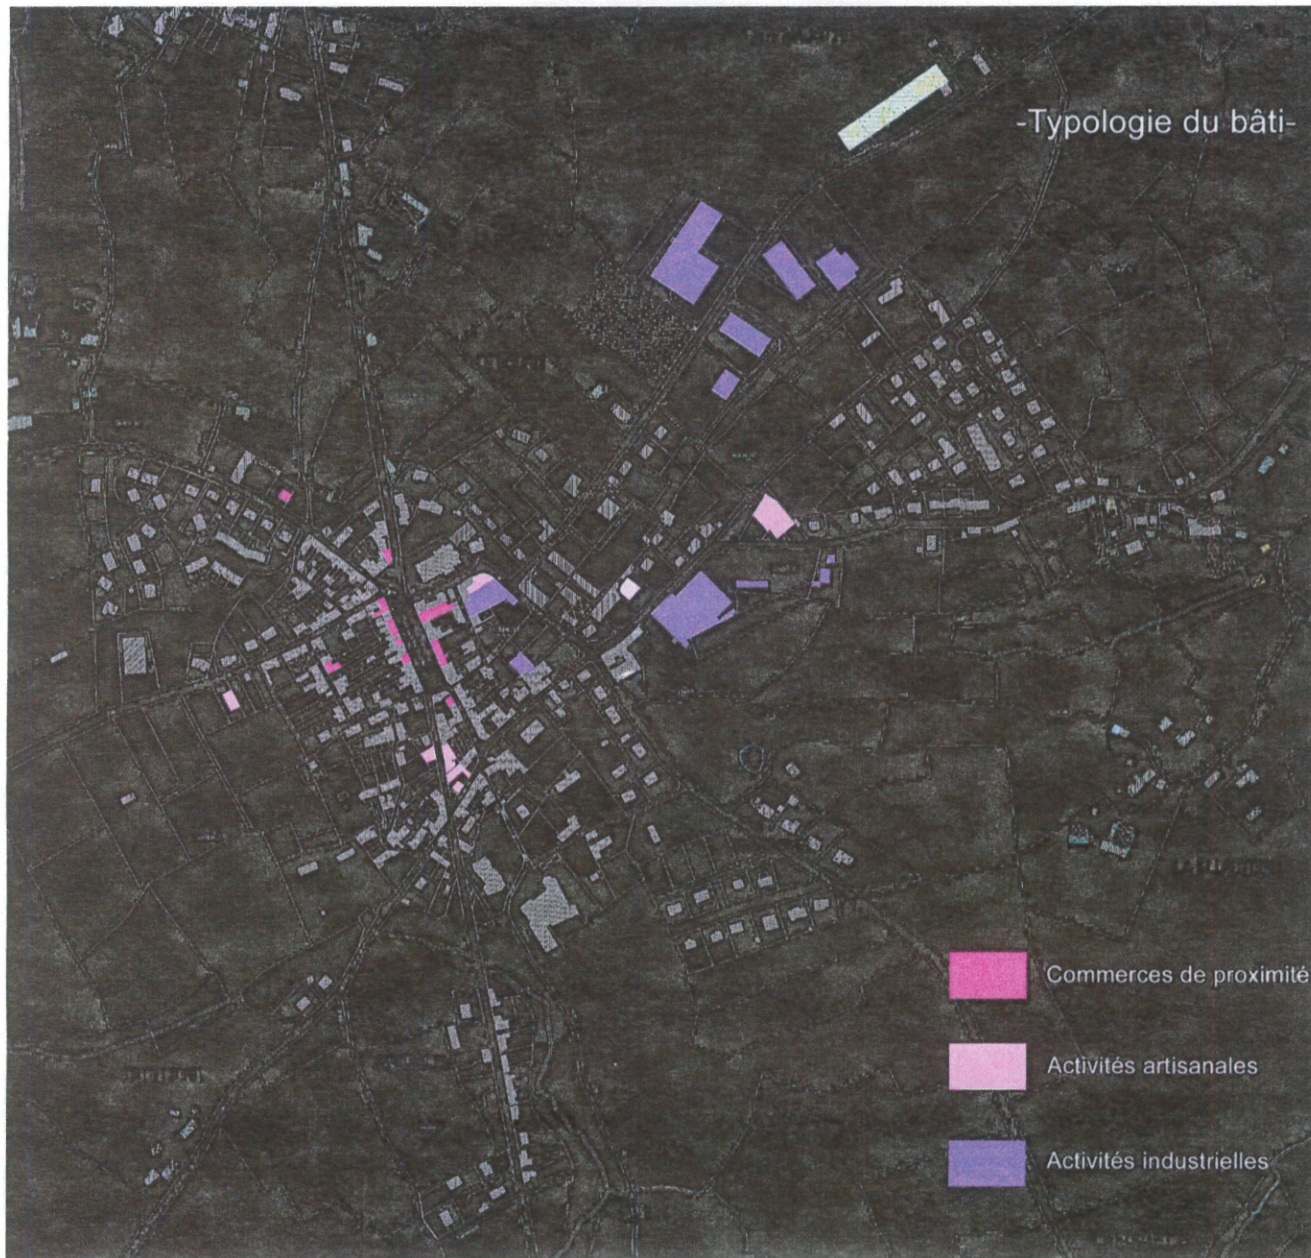 -Typologie du bâti-
Commerces de proximité
Activités artisanales
Activités industrielles